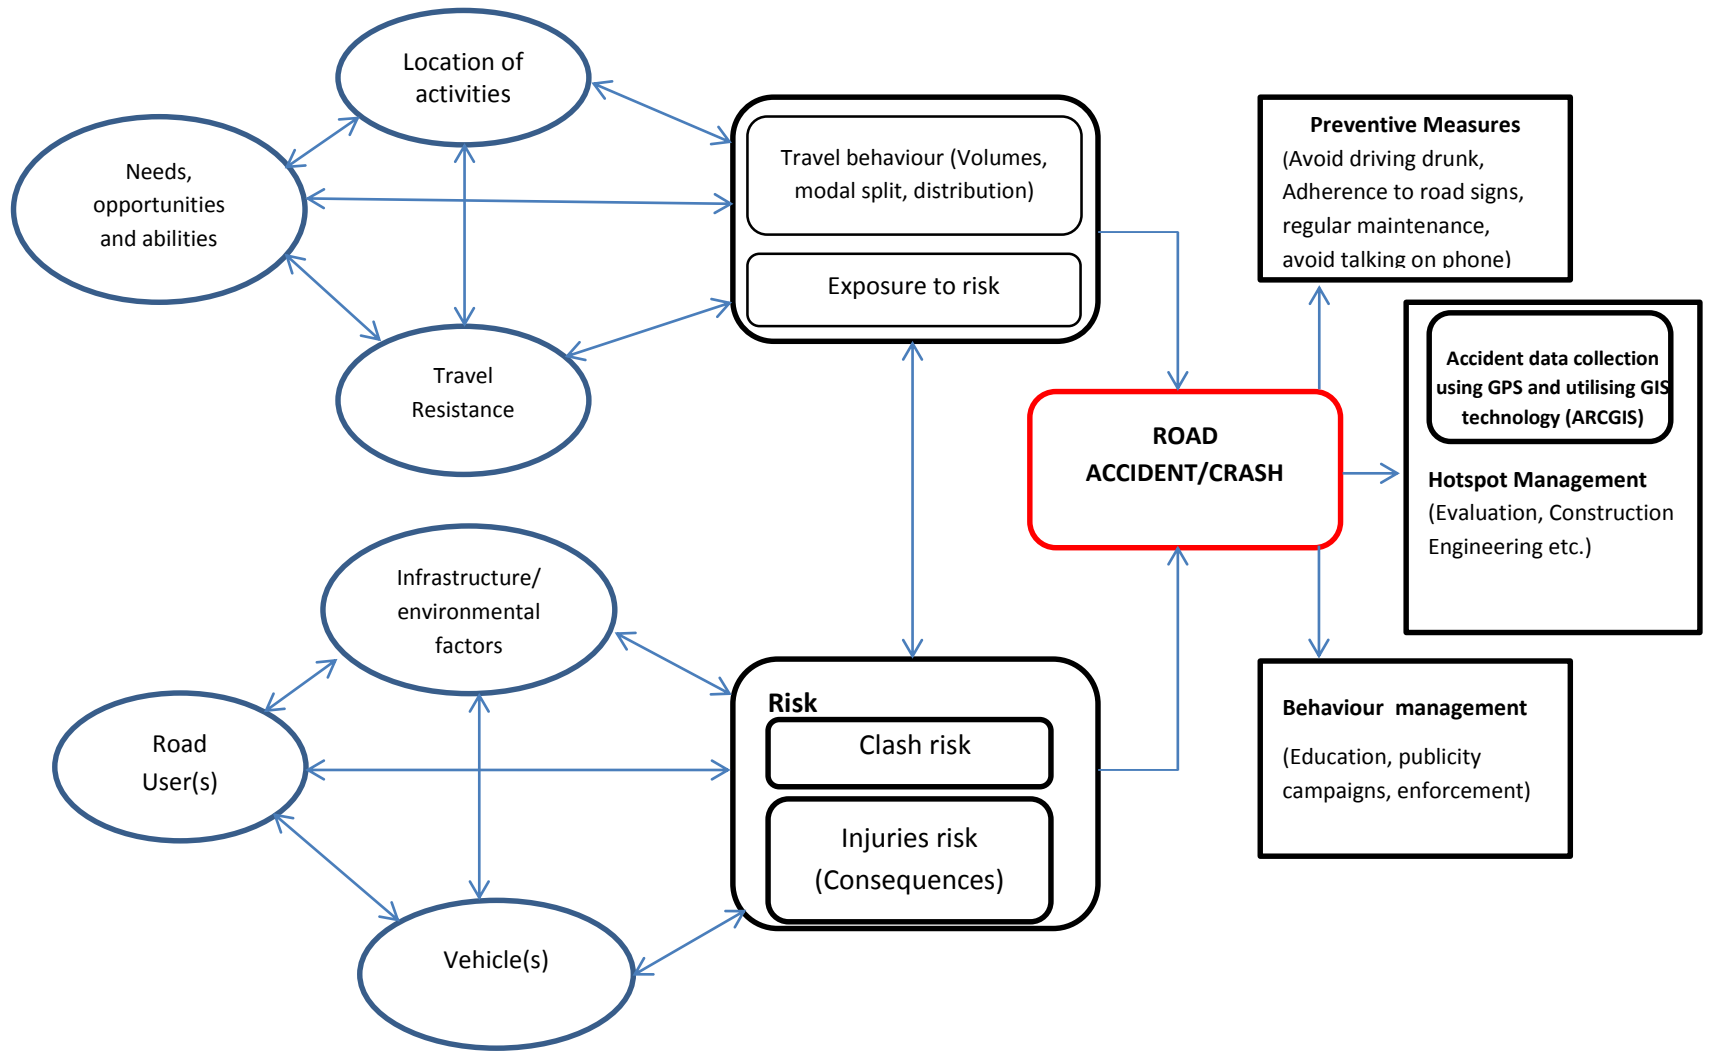 Location of
activities
Needs,
opportunities
and abilities
Travel
Resistance
Travel behaviour (Volumes,
modal split, distribution)
Exposure to risk
Preventive Measures
(Avoid driving drunk,
Adherence to road signs,
regular maintenance,
avoid talking on phone)
Accident data collection
using GPS and utilising GIS
technology (ARCGIS)
Hotspot Management
(Evaluation, Construction
Engineering etc.)
ROAD
ACCIDENT/CRASH
Infrastructure/
environmental
factors
Road
User(s)
Vehicle(s)
Risk
Clash risk
Injuries risk
(Consequences)
Behaviour  management
(Education, publicity
campaigns, enforcement)